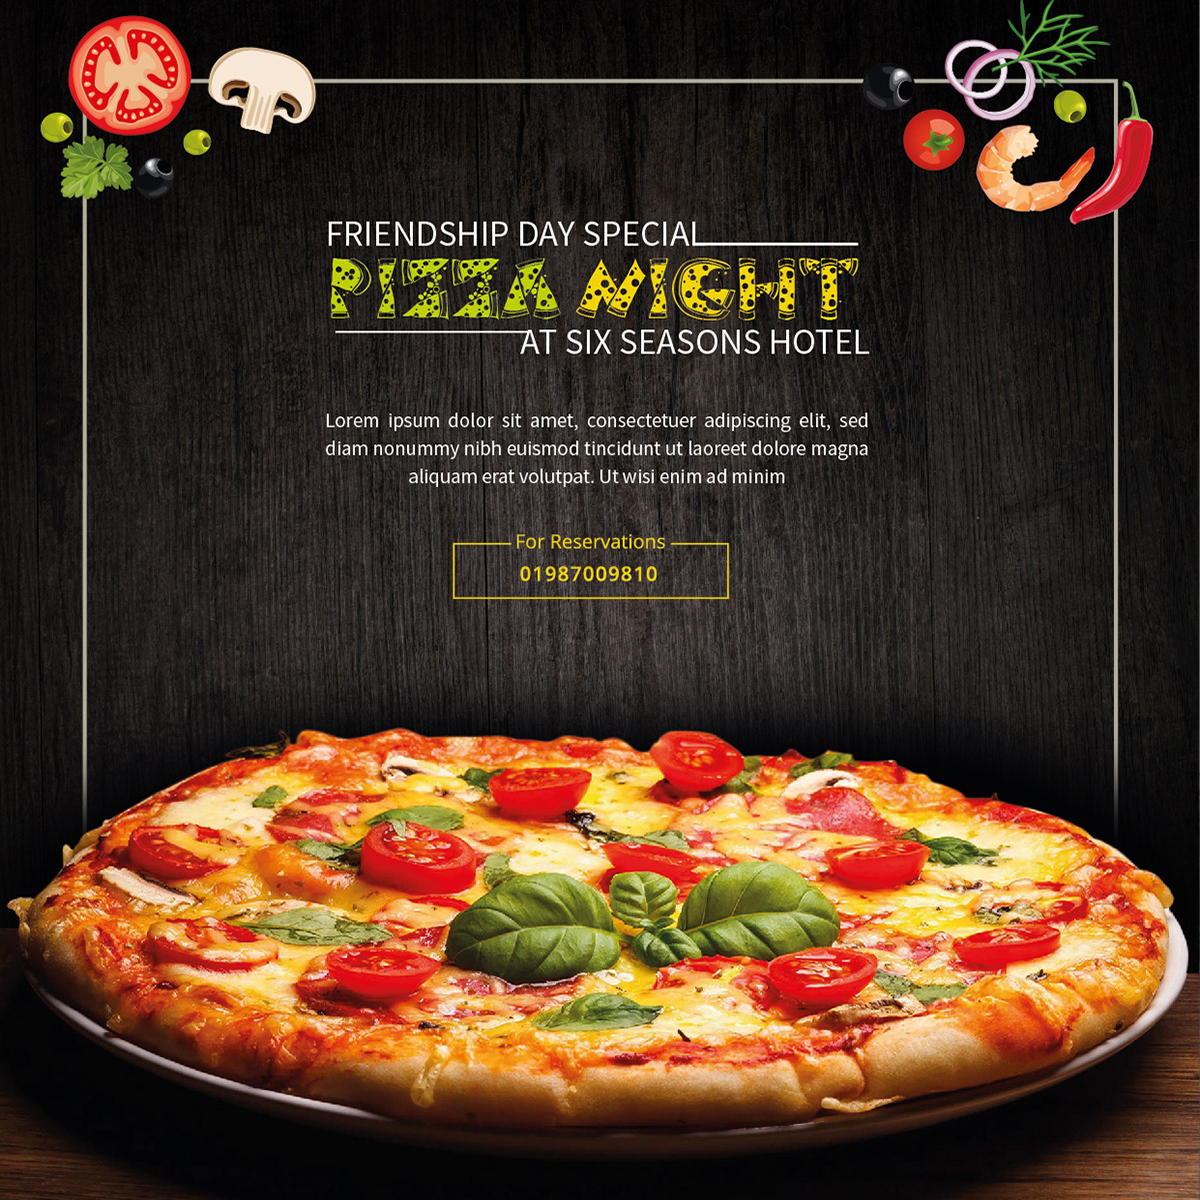 FRIENDSHIP DAY SPECIAL
PIZZA NIGHT
AT SIX SEASONS HOTEL
Lorem ipsum dolor sit amet, consectetuer adipiscing elit, sed
diam nonummy nibh euismod tincidunt ut laoreet dolore magna
aliquam erat volutpat. Ut wisi enim ad minim
For Reservations
01987009810